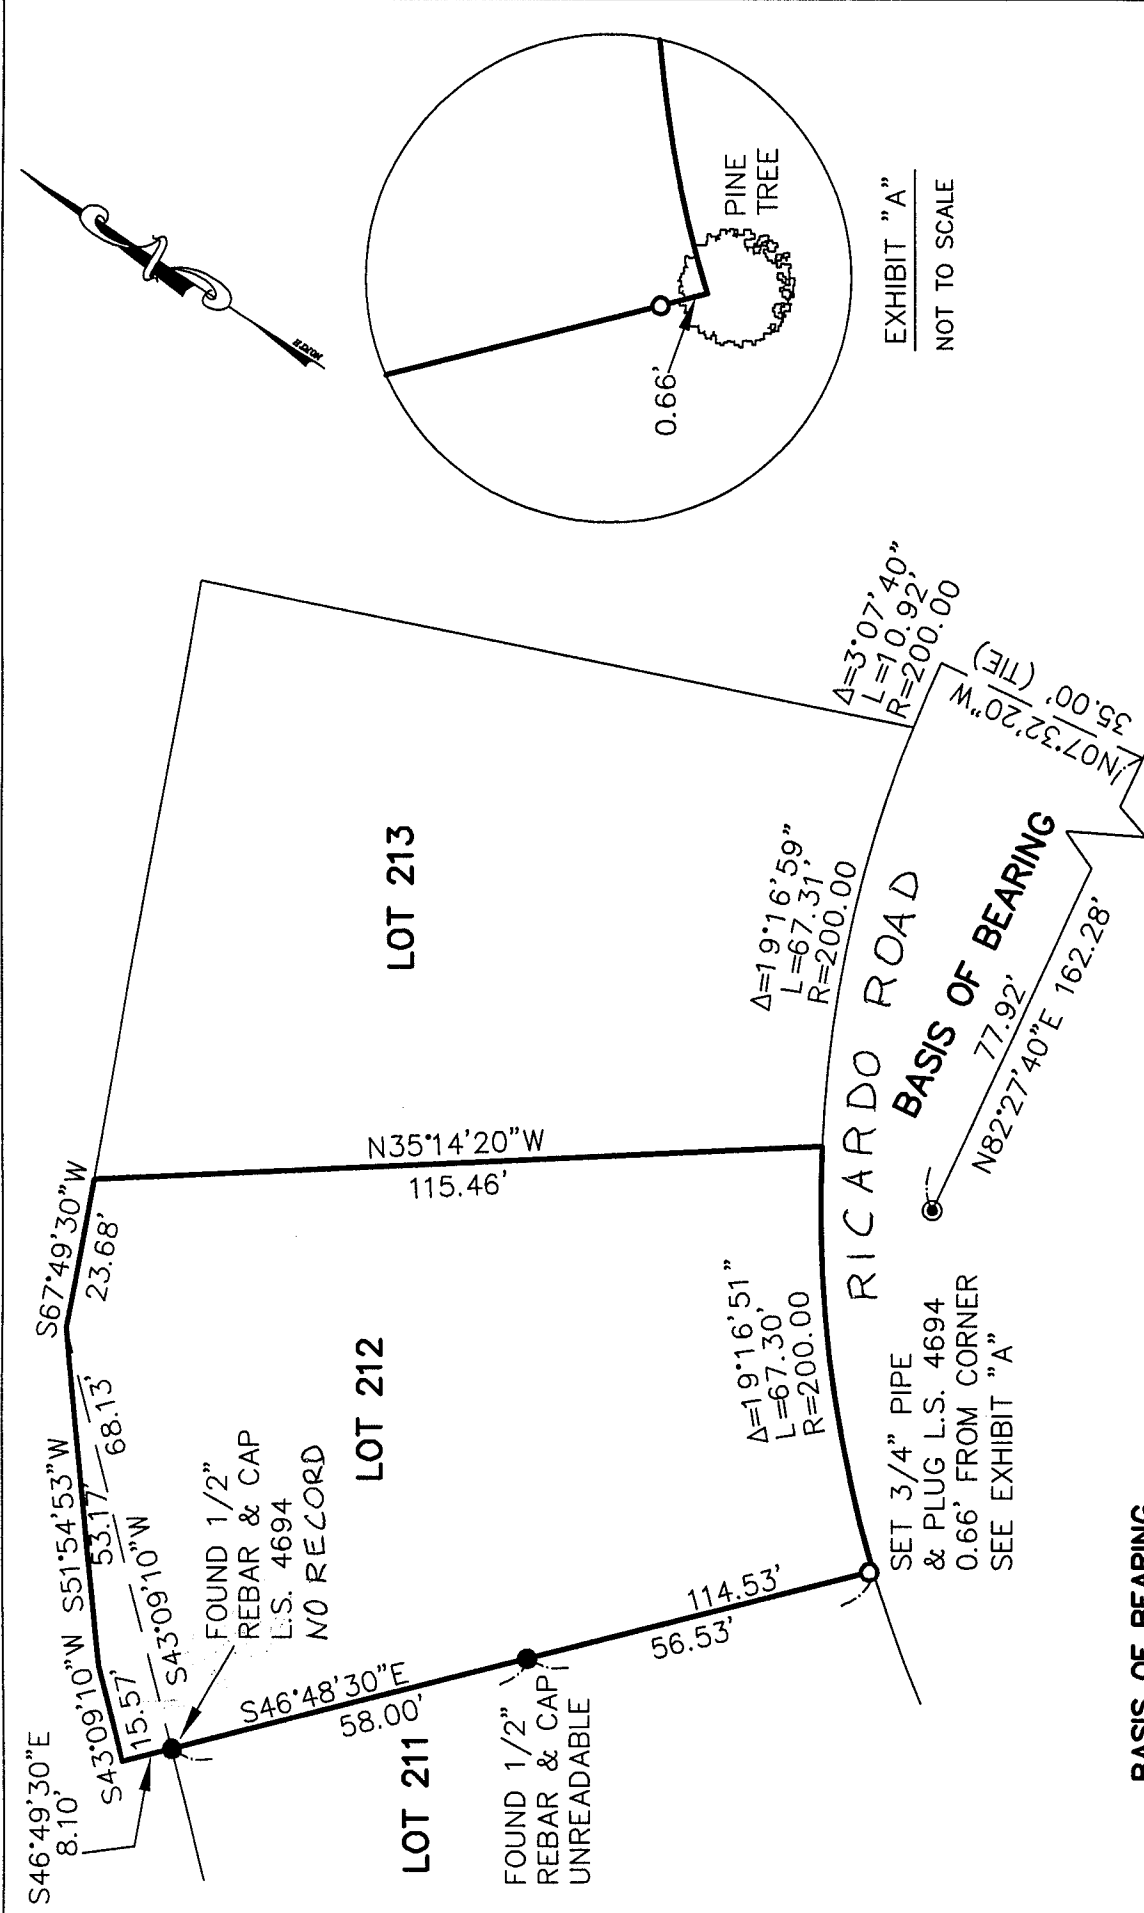 S46°49'30"E
8.10'
S43°09'10"W
15.57'
S51°54'53"W
53.17'
S67°49'30"W
23.68'
68.13'
S43°09'10"W
FOUND 1/2"
REBAR & CAP
L.S. 4694
NO RECORD
LOT 211
S46°48'30"E
58.00'
FOUND 1/2"
REBAR & CAP
UNREADABLE
114.53'
56.53'
LOT 212
N35°14'20"W
115.46'
LOT 213
Δ=19°16'51"
L=67.30'
R=200.00
Δ=19°16'59"
L=67.31'
R=200.00
Δ=3°07'40"
L=10.92'
R=200.00
RICARDO ROAD
SET 3/4" PIPE
& PLUG L.S. 4694
0.66' FROM CORNER
SEE EXHIBIT "A"
BASIS OF BEARING
77.92'
N82°27'40"E 162.28'
N07°32'20"W
35.00' (TIE)
NORTH
0.66'
PINE
TREE
EXHIBIT "A"
NOT TO SCALE
BASIS OF BEARING